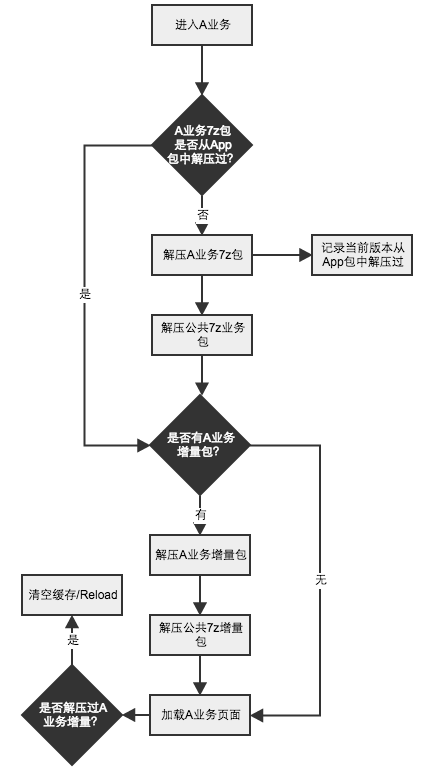 进入A业务
A业务7z包
是否从App
包中解压过?
否
解压A业务7z包
记录当前版本从
App包中解压过
是
解压公共7z业务
包
是否有A业务
增量包?
有
解压A业务增量包
无
清空缓存/Reload
解压公共7z增量
包
是
是否解压过A
业务增量?
加载A业务页面